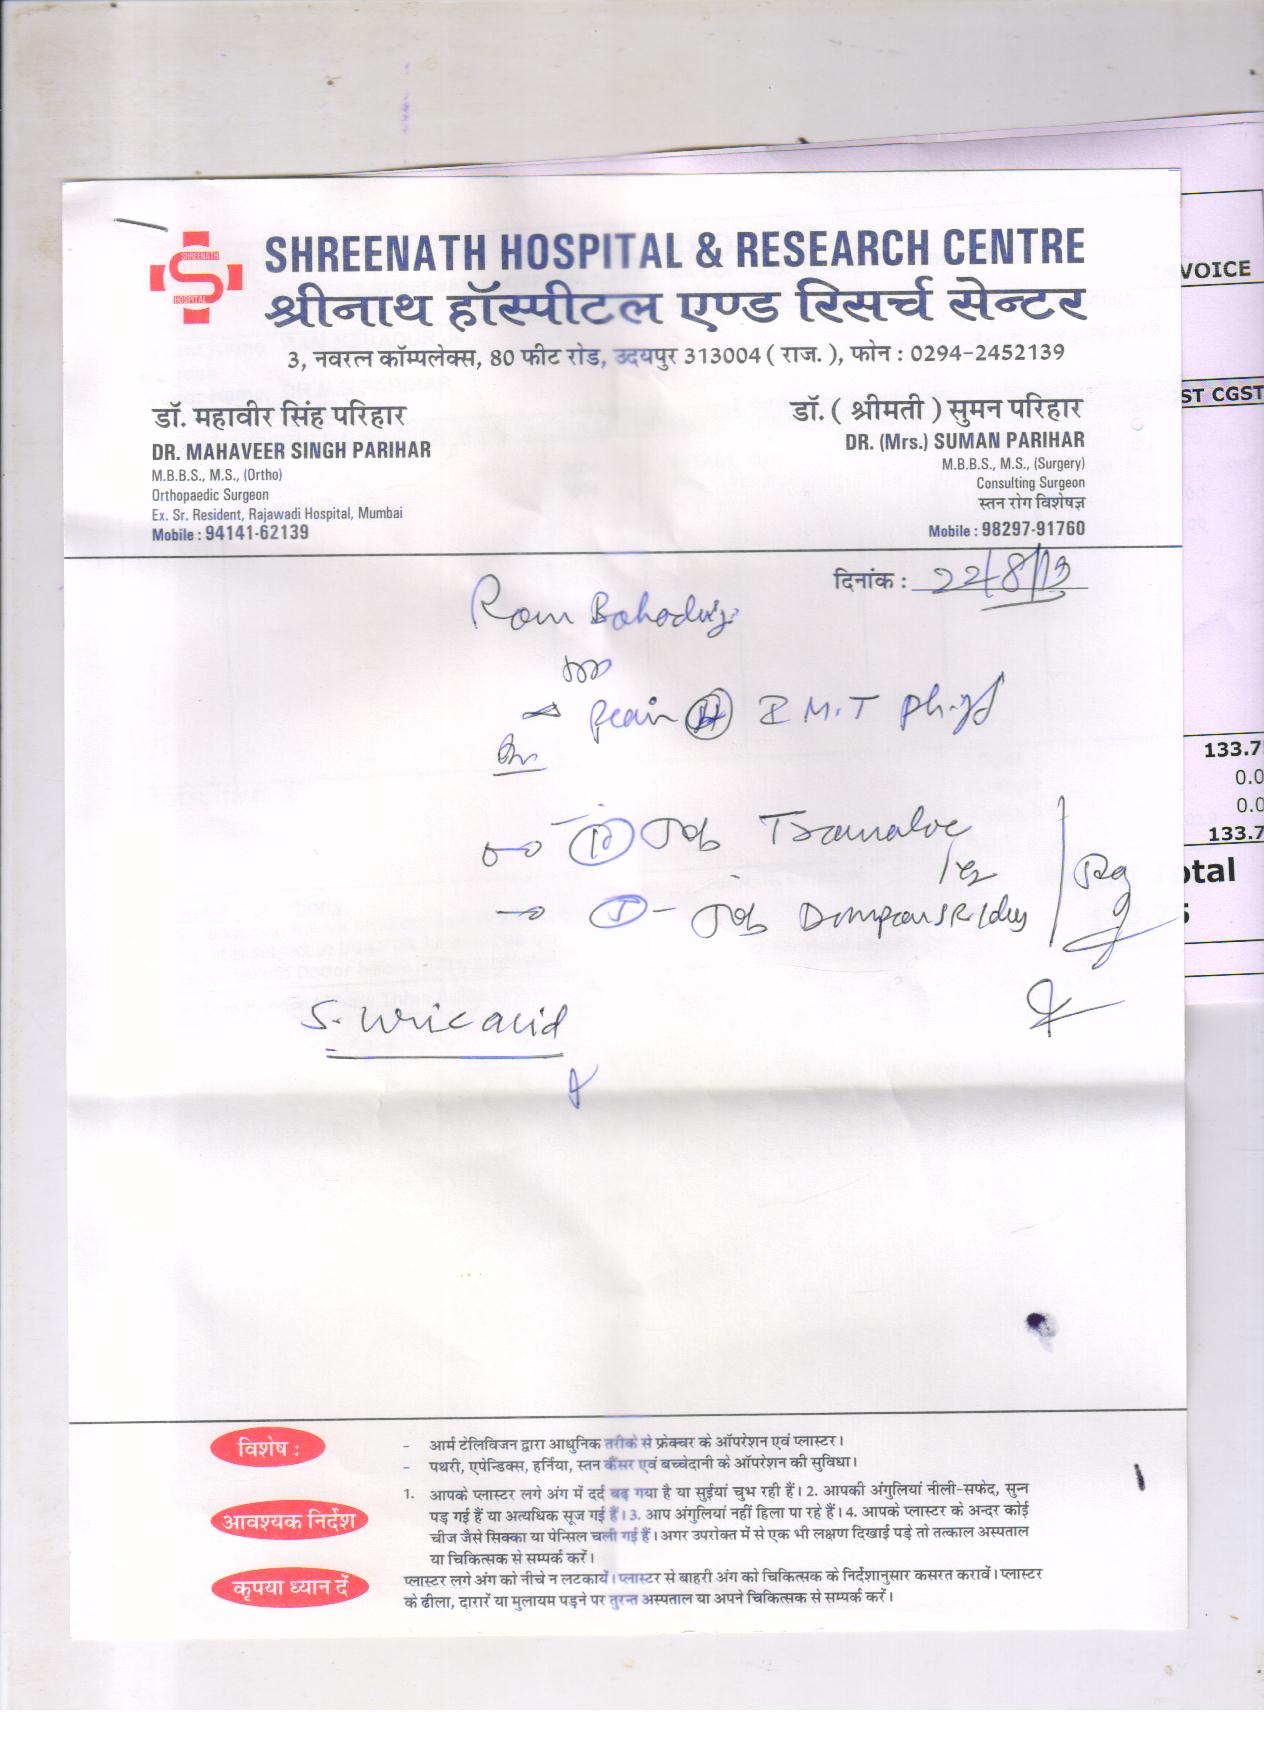 SHREENATH HOSPITAL
SHREENATH HOSPITAL & RESEARCH CENTRE
श्रीनाथ हॉस्पीटल एण्ड रिसर्च सेन्टर
3, नवरत्न कॉम्पलेक्स, 80 फीट रोड, उदयपुर 313004 ( राज. ), फोन : 0294-2452139
डॉ. महावीर सिंह परिहार
DR. MAHAVEER SINGH PARIHAR
M.B.B.S., M.S., (Ortho)
Orthopaedic Surgeon
Ex. Sr. Resident, Rajawadi Hospital, Mumbai
Mobile : 94141-62139
डॉ. ( श्रीमती ) सुमन परिहार
DR. (Mrs.) SUMAN PARIHAR
M.B.B.S., M.S., (Surgery)
Consulting Surgeon
स्तन रोग विशेषज्ञ
Mobile : 98297-91760
VOICE
ST CGST
दिनांक : 22/8/19
Ram Bahadur
Pain
M.T
133.7
0.0
0.0
133.7
otal
5
Tab
Tab
S. Uric acid
विशेष :
- आर्म टेलिविजन द्वारा आधुनिक तरीके से फ्रेक्चर के ऑपरेशन एवं प्लास्टर।
- पथरी, एपेन्डिक्स, हर्निया, स्तन कैंसर एवं बच्चेदानी के ऑपरेशन की सुविधा।
आवश्यक निर्देश
1. आपके प्लास्टर लगे अंग में दर्द बढ़ गया है या सुईयां चुभ रही हैं। 2. आपकी अंगुलियां नीली-सफेद, सुन्न
पड़ गई हैं या अत्यधिक सूज गई हैं। 3. आप अंगुलियां नहीं हिला पा रहे हैं। 4. आपके प्लास्टर के अन्दर कोई
चीज जैसे सिक्का या पेन्सिल चली गई हैं। अगर उपरोक्त में से एक भी लक्षण दिखाई पड़े तो तत्काल अस्पताल
या चिकित्सक से सम्पर्क करें।
कृपया ध्यान दें
प्लास्टर लगे अंग को नीचे न लटकायें। प्लास्टर से बाहरी अंग को चिकित्सक के निर्देशानुसार कसरत करावें। प्लास्टर
के ढीला, दारारें या मुलायम पड़ने पर तुरन्त अस्पताल या अपने चिकित्सक से सम्पर्क करें।